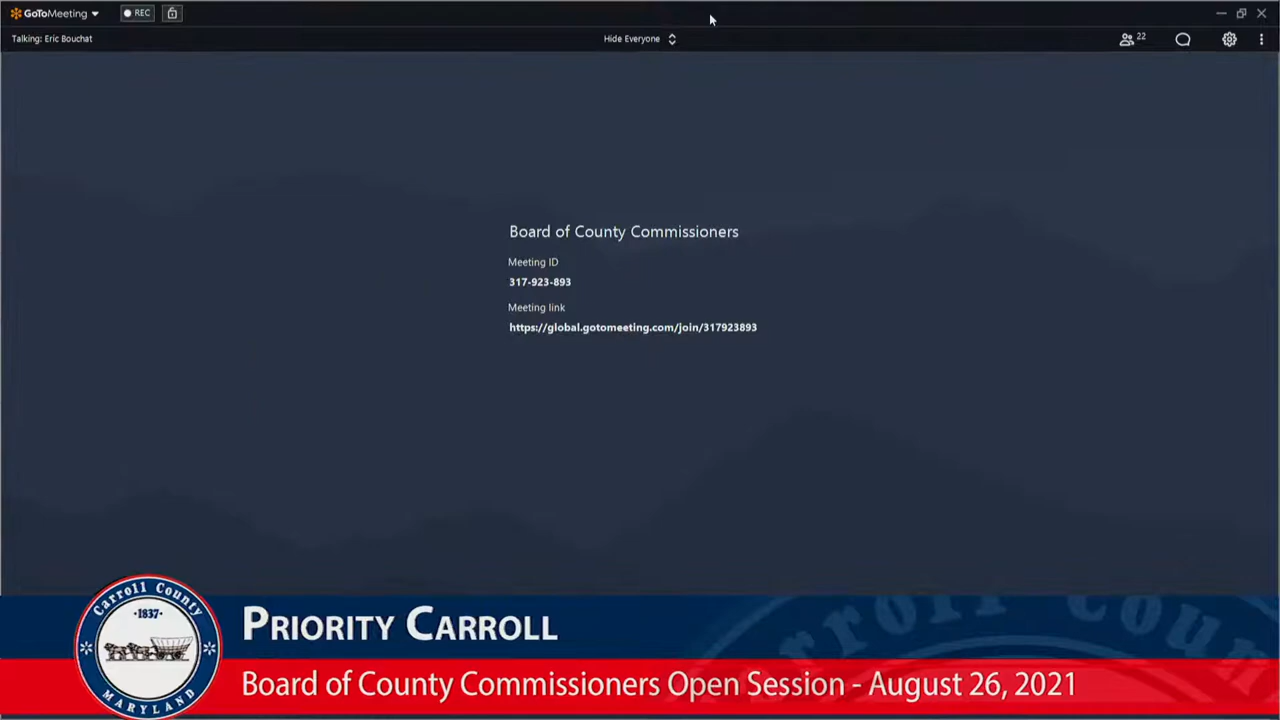 GoToMeeting
REC
Talking: Eric Bouchat
Hide Everyone
22
Board of County Commissioners
Meeting ID
317-923-893
Meeting link
https://global.gotomeeting.com/join/317923893
Carroll County
·1837·
MARYLAND
PRIORITY CARROLL
Board of County Commissioners Open Session - August 26, 2021